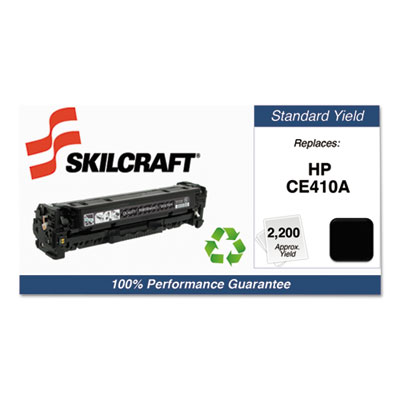 SKILCRAFT®
Standard Yield
Replaces:
HP
CE410A
2,200
Approx.
Yield
100% Performance Guarantee